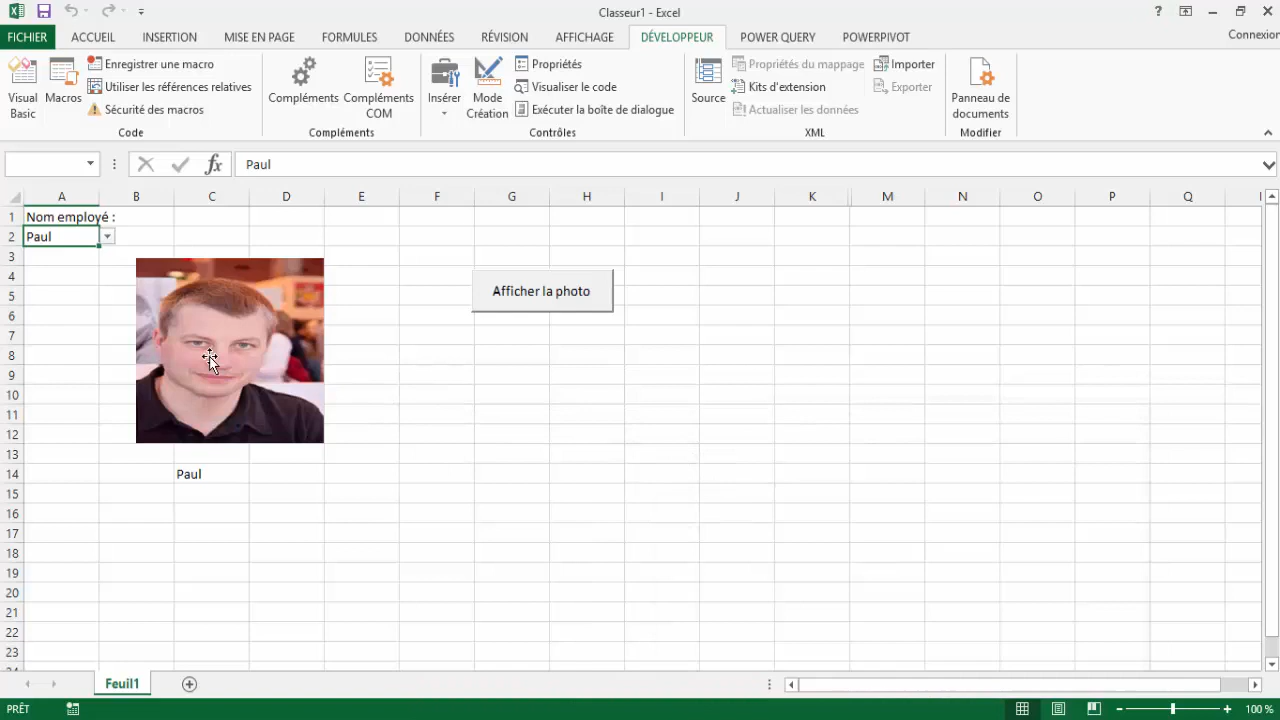 Classeur1 - Excel
?
FICHIER ACCUEIL INSERTION MISE EN PAGE FORMULES DONNÉES RÉVISION AFFICHAGE DÉVELOPPEUR POWER QUERY POWERPIVOT Connexion
Visual Basic
Macros
Enregistrer une macro
Utiliser les références relatives
Sécurité des macros
Code
Compléments
Compléments COM
Compléments
Insérer
Mode Création
Propriétés
Visualiser le code
Exécuter la boîte de dialogue
Contrôles
Source
Propriétés du mappage
Kits d'extension
Actualiser les données
Importer
Exporter
XML
Panneau de documents
Modifier
fx Paul
A B C D E F G H I J K L M N O P Q
1 Nom employé :
2 Paul
3
4
5 Afficher la photo
6
7
8
9
10
11
12
13
14 Paul
15
16
17
18
19
20
21
22
23
Feuil1
PRÊT
100 %